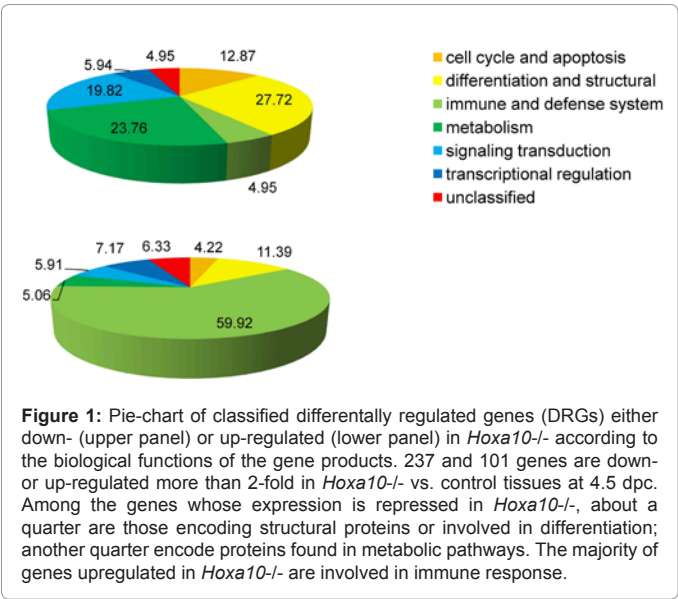 5.94
4.95
12.87
19.82
27.72
23.76
4.95
cell cycle and apoptosis
differentiation and structural
immune and defense system
metabolism
signaling transduction
transcriptional regulation
unclassified
7.17
6.33
4.22
11.39
5.91
5.06
59.92
Figure 1: Pie-chart of classified differentally regulated genes (DRGs) either
down- (upper panel) or up-regulated (lower panel) in Hoxa10-/- according to
the biological functions of the gene products. 237 and 101 genes are down-
or up-regulated more than 2-fold in Hoxa10-/- vs. control tissues at 4.5 dpc.
Among the genes whose expression is repressed in Hoxa10-/-, about a
quarter are those encoding structural proteins or involved in differentiation;
another quarter encode proteins found in metabolic pathways. The majority of
genes upregulated in Hoxa10-/- are involved in immune response.